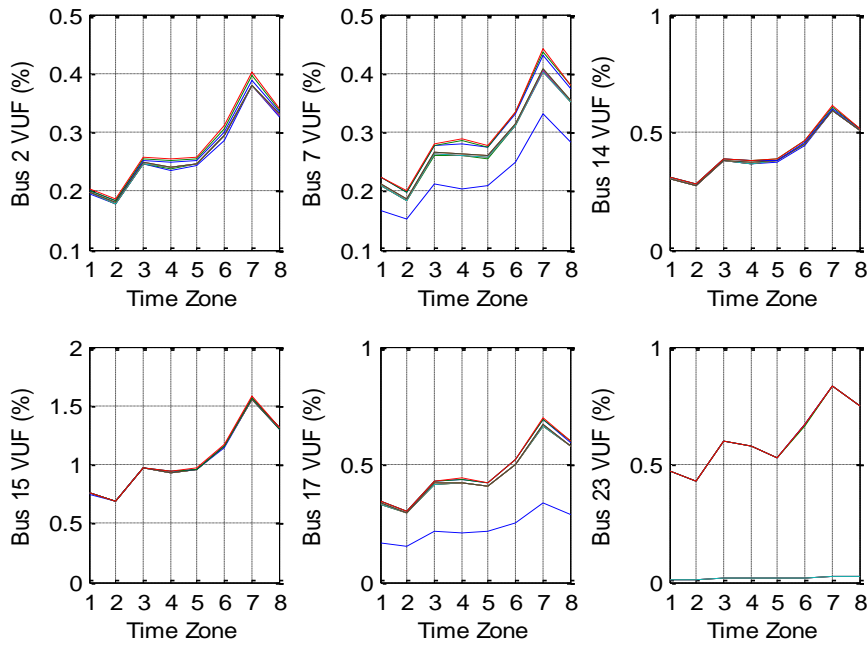 0.5
0.4
0.3
0.2
0.1
Bus 2 VUF (%)
1 2 3 4 5 6 7 8
Time Zone
0.5
0.4
0.3
0.2
0.1
Bus 7 VUF (%)
1 2 3 4 5 6 7 8
Time Zone
1
0.5
0
Bus 14 VUF (%)
1 2 3 4 5 6 7 8
Time Zone
2
1.5
1
0.5
0
Bus 15 VUF (%)
1 2 3 4 5 6 7 8
Time Zone
1
0.5
0
Bus 17 VUF (%)
1 2 3 4 5 6 7 8
Time Zone
1
0.5
0
Bus 23 VUF (%)
1 2 3 4 5 6 7 8
Time Zone